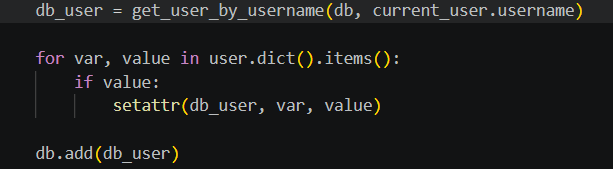 db_user = get_user_by_username(db, current_user.username)
for var, value in user.dict().items():
if value:
setattr(db_user, var, value)
db.add(db_user)